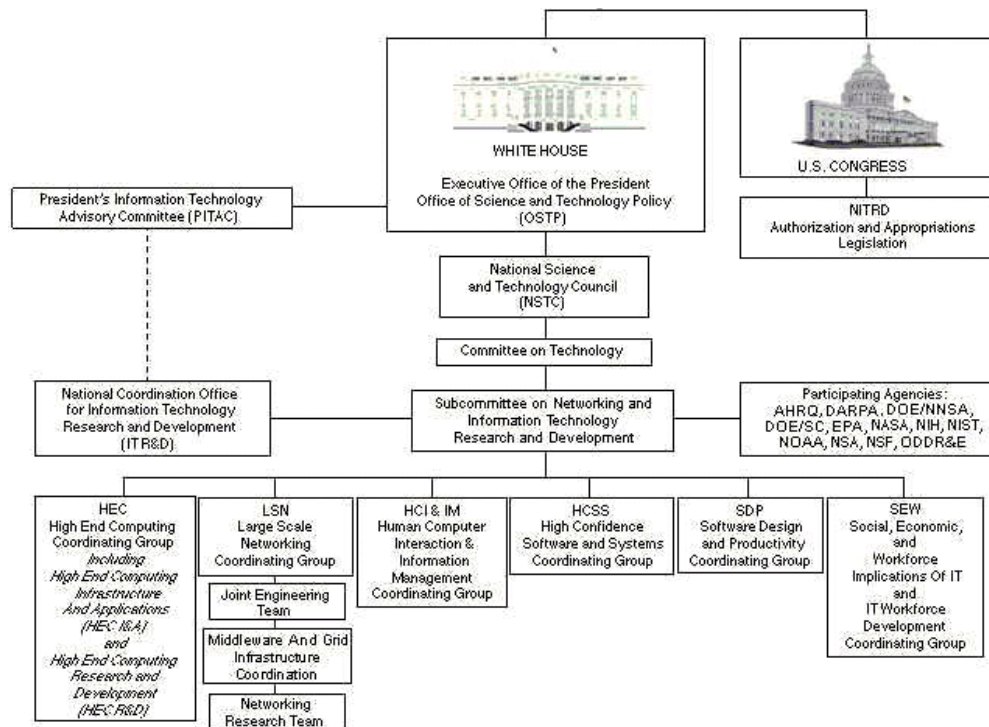 WHITE HOUSE
Executive Office of the President
Office of Science and Technology Policy
(OSTP)
U.S. CONGRESS
NITRD
Authorization and Appropriations
Legislation
President's Information Technology
Advisory Committee (PITAC)
National Science
and Technology Council
(NSTC)
Committee on Technology
National Coordination Office
for Information Technology
Research and Development
(ITR&D)
Subcommittee on Networking and
Information Technology
Research and Development
Participating Agencies:
AHRQ, DARPA, DOE/NNSA,
DOE/SC, EPA, NASA, NIH, NIST,
NOAA, NSA, NSF, ODDR&E
HEC
High End Computing
Coordinating Group
Including
High End Computing
Infrastructure
And Applications
(HEC I&A)
and
High End Computing
Research and
Development
(HEC R&D)
LSN
Large Scale
Networking
Coordinating Group
Joint Engineering
Team
Middleware And Grid
Infrastructure
Coordination
Networking
Research Team
HCI & IM
Human Computer
Interaction &
Information
Management
Coordinating Group
HCSS
High Confidence
Software and Systems
Coordinating Group
SDP
Software Design
and Productivity
Coordinating Group
SEW
Social, Economic,
and
Workforce
Implications Of IT
and
IT Workforce
Development
Coordinating Group